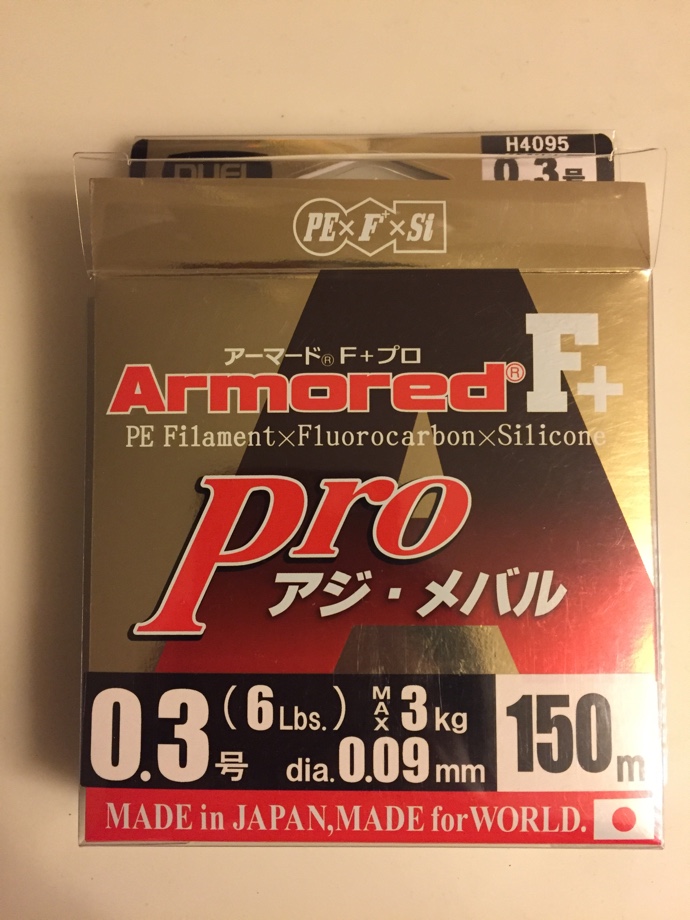 H4095
DUEL
0.3号
PE×F+×Si
アーマード® F+プロ
Armored® F+
PE Filament×Fluorocarbon×Silicone
pro
アジ・メバル
0.3号 (6Lbs.) MAX 3kg
dia.0.09mm
150m
MADE in JAPAN,MADE for WORLD.